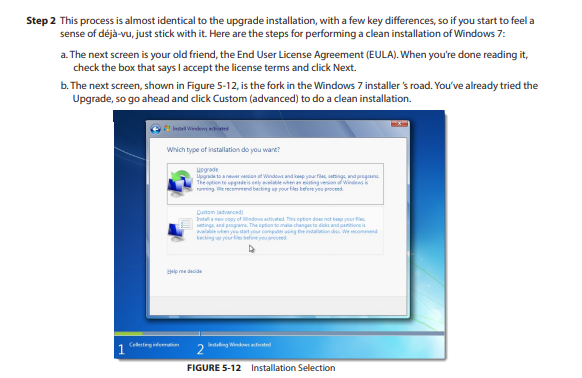 Step 2 This process is almost identical to the upgrade installation, with a few key differences, so if you start to feel a
sense of déjà-vu, just stick with it. Here are the steps for performing a clean installation of Windows 7:
a. The next screen is your old friend, the End User License Agreement (EULA). When you're done reading it,
check the box that says I accept the license terms and click Next.
b. The next screen, shown in Figure 5-12, is the fork in the Windows 7 installer 's road. You've already tried the
Upgrade, so go ahead and click Custom (advanced) to do a clean installation.
Install Windows activated
Which type of installation do you want?
Upgrade
Upgrade to a newer version of Windows and keep your files, settings, and programs.
The option to upgrade is only available when an existing version of Windows is
running. We recommend backing up your files before you proceed.
Custom (advanced)
Install a new copy of Windows activated. This option does not keep your files,
settings, and programs. The option to make changes to disks and partitions is
available when you start your computer using the installation disc. We recommend
backing up your files before you proceed.
Help me decide
1 Collecting information 2 Installing Windows activated
FIGURE 5-12 Installation Selection